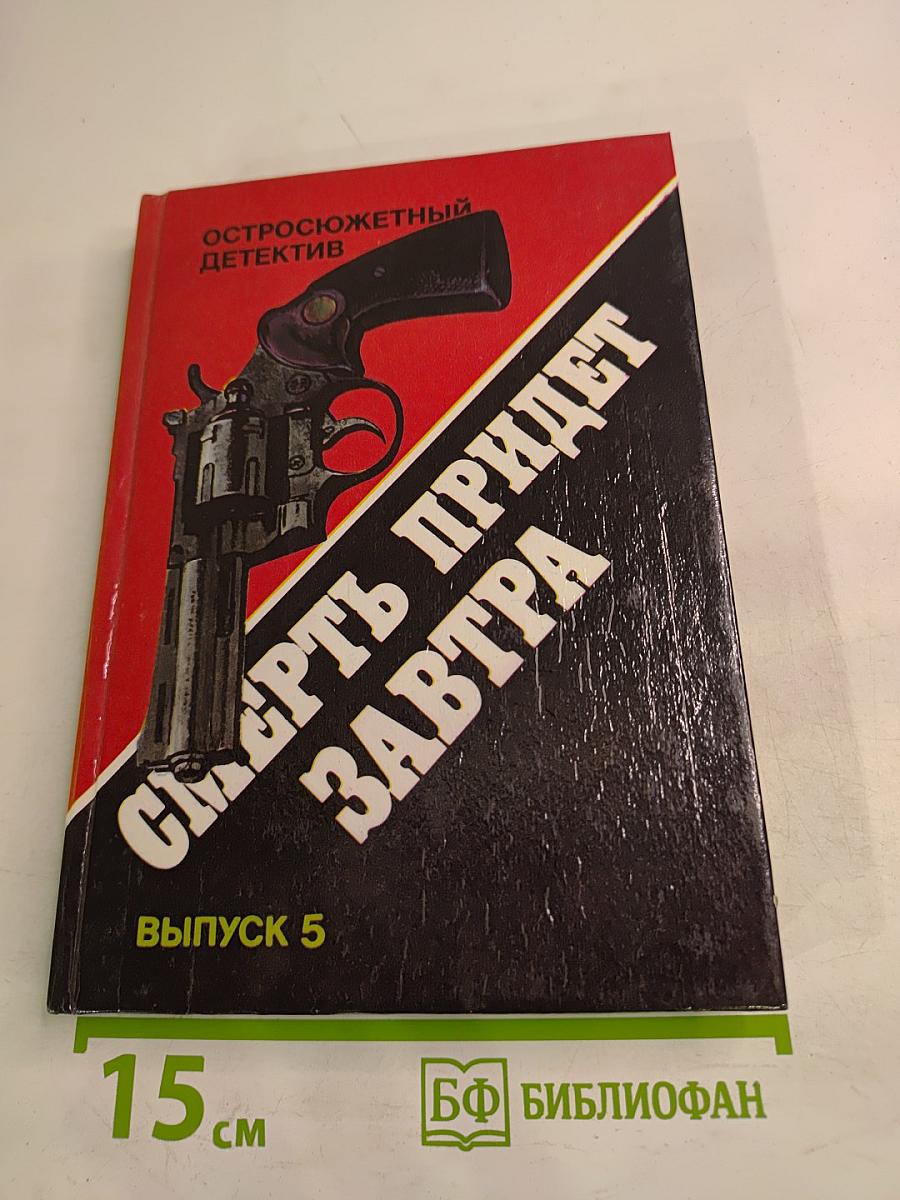 ОСТРОСЮЖЕТНЫЙ
ДЕТЕКТИВ
СМЕРТЬ ПРИДЕТ
ЗАВТРА
ВЫПУСК 5
15 см
БФ БИБЛИОФАН